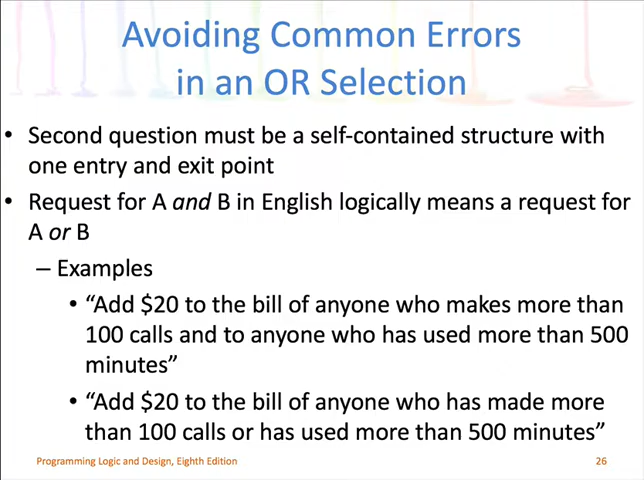 Avoiding Common Errors
in an OR Selection
• Second question must be a self-contained structure with
one entry and exit point
• Request for A and B in English logically means a request for
A or B
– Examples
• “Add $20 to the bill of anyone who makes more than
100 calls and to anyone who has used more than 500
minutes”
• “Add $20 to the bill of anyone who has made more
than 100 calls or has used more than 500 minutes”
Programming Logic and Design, Eighth Edition
26